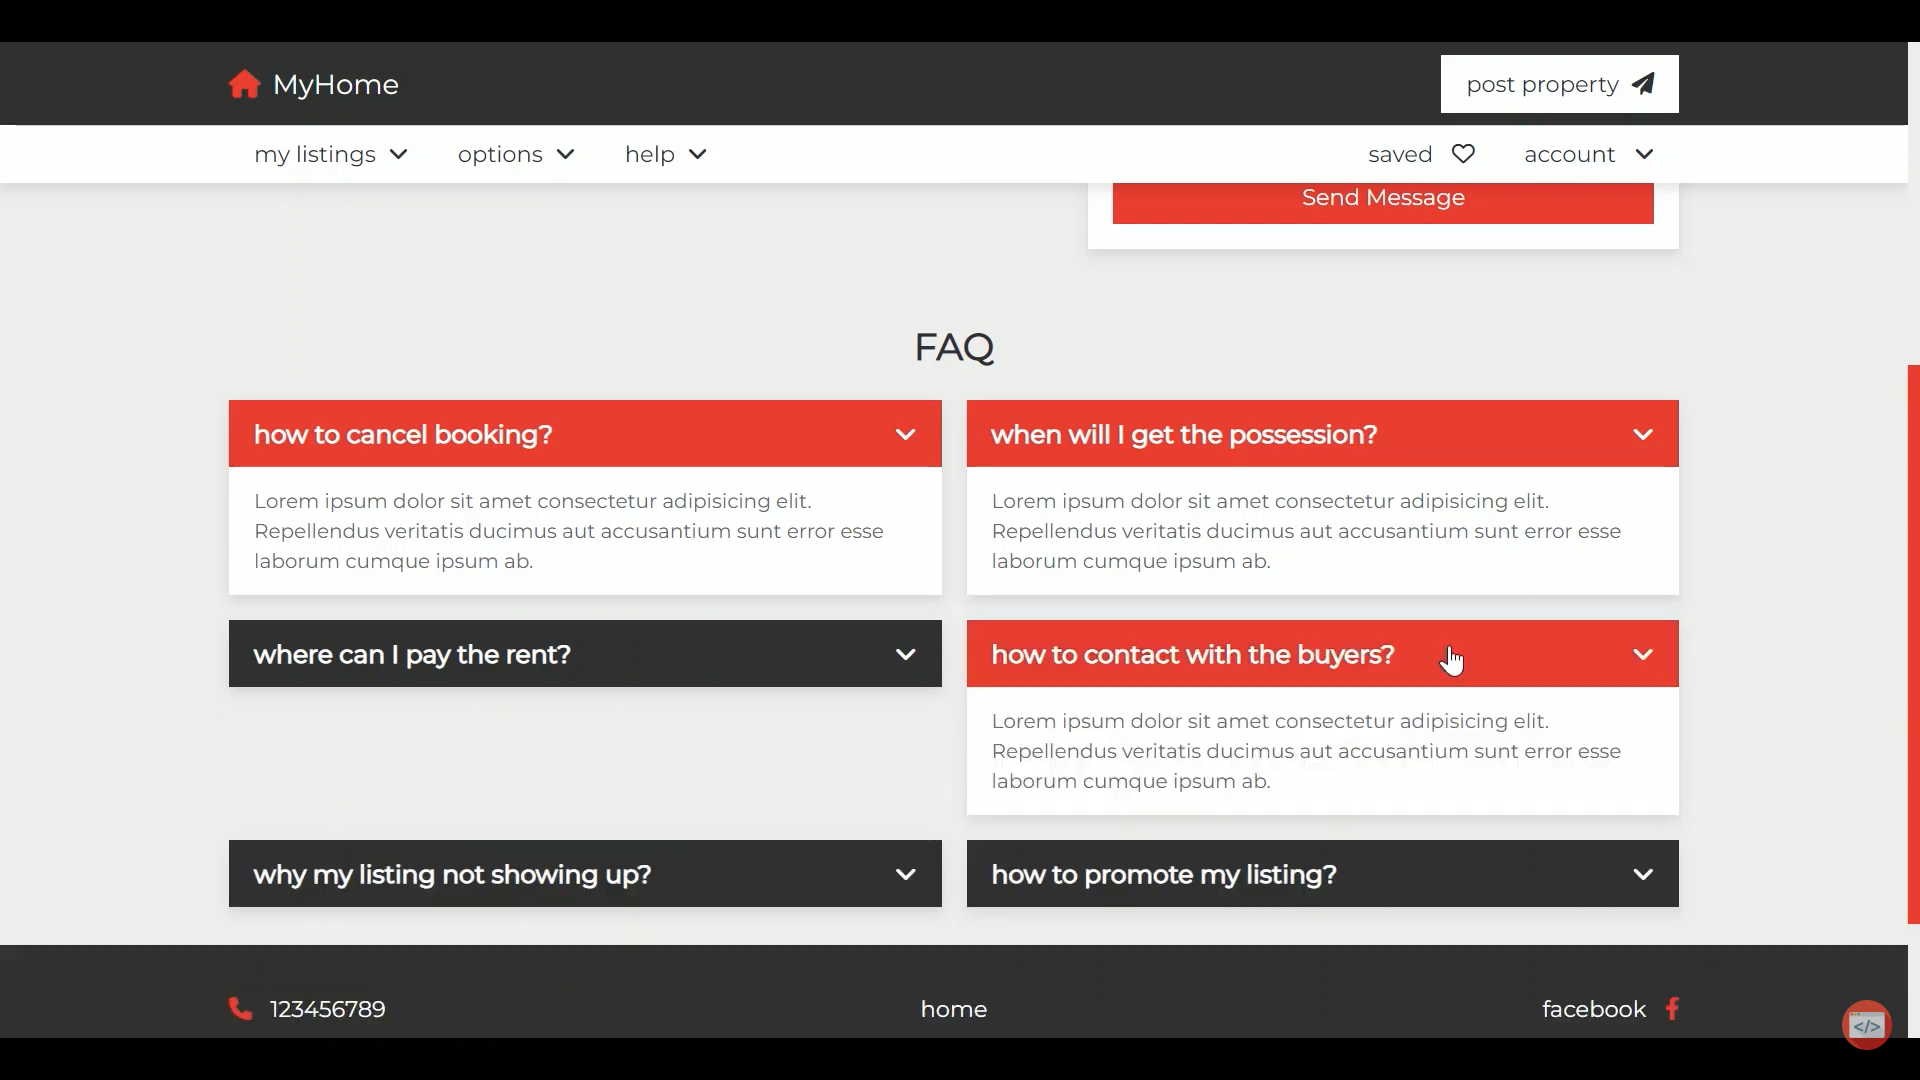 MyHome
post property
my listings
options
help
saved
account
Send Message
FAQ
how to cancel booking?
Lorem ipsum dolor sit amet consectetur adipisicing elit.
Repellendus veritatis ducimus aut accusantium sunt error esse
laborum cumque ipsum ab.
when will I get the possession?
Lorem ipsum dolor sit amet consectetur adipisicing elit.
Repellendus veritatis ducimus aut accusantium sunt error esse
laborum cumque ipsum ab.
where can I pay the rent?
how to contact with the buyers?
Lorem ipsum dolor sit amet consectetur adipisicing elit.
Repellendus veritatis ducimus aut accusantium sunt error esse
laborum cumque ipsum ab.
why my listing not showing up?
how to promote my listing?
123456789
home
facebook
</>